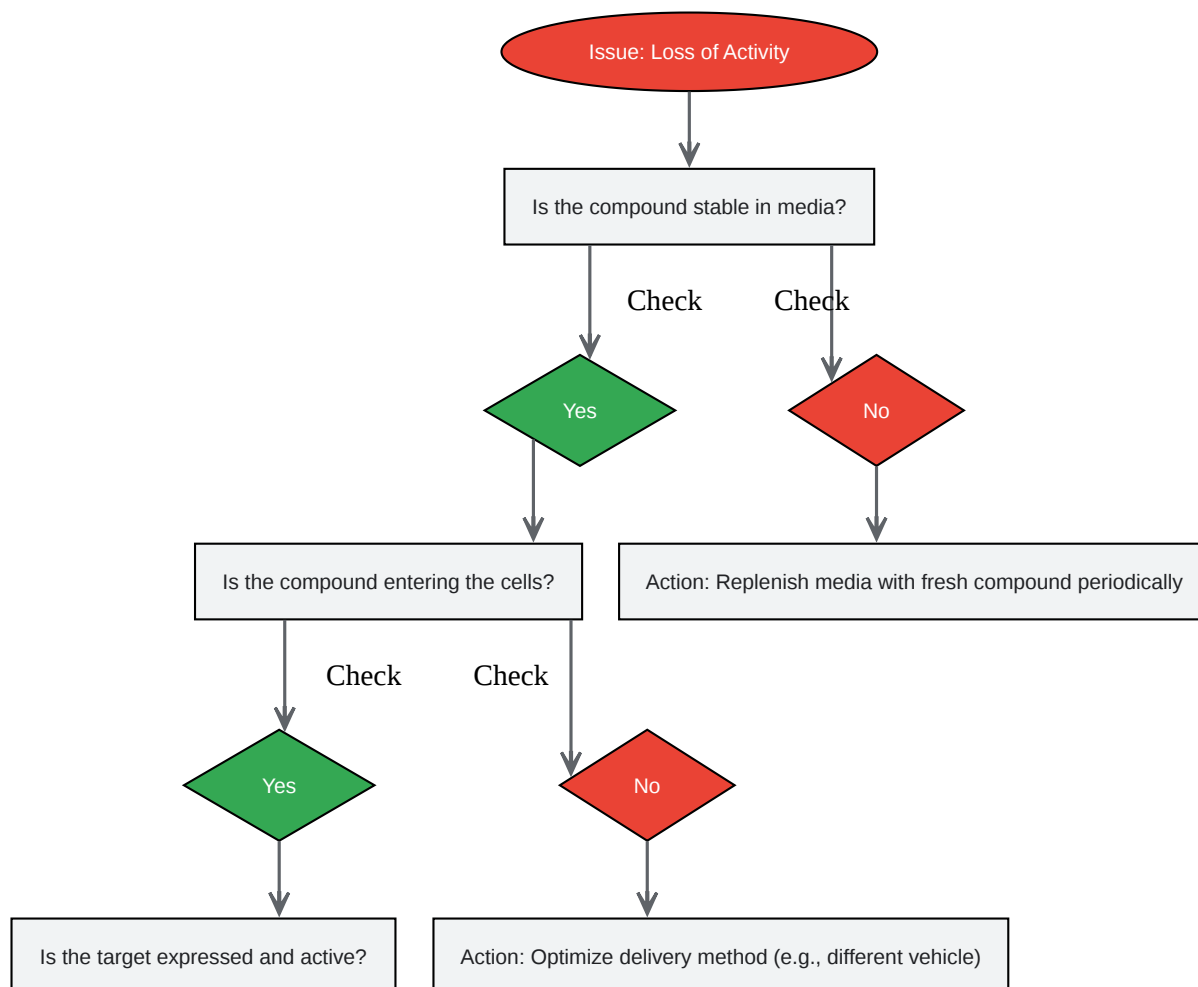 Issue: Loss of Activity
Is the compound stable in media?
Check
Check
Yes
No
Is the compound entering the cells?
Action: Replenish media with fresh compound periodically
Check
Check
Yes
No
Is the target expressed and active?
Action: Optimize delivery method (e.g., different vehicle)